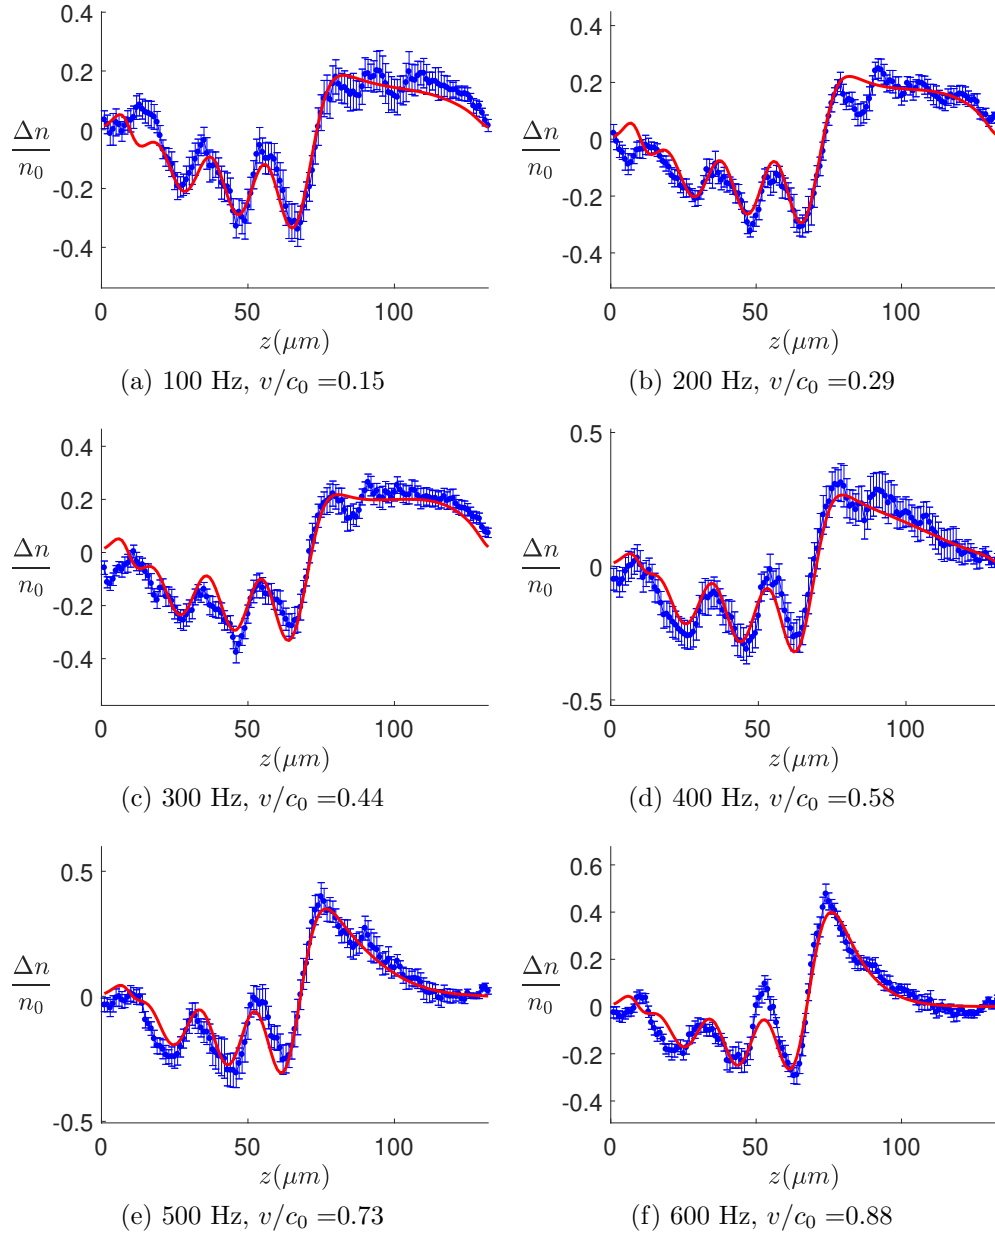 0.4
0.2
0
-0.2
-0.4
Δn
n₀
0 50 100
z(μm)
(a) 100 Hz, v/c₀ =0.15
0.4
0.2
0
-0.2
-0.4
Δn
n₀
0 50 100
z(μm)
(b) 200 Hz, v/c₀ =0.29
0.4
0.2
0
-0.2
-0.4
Δn
n₀
0 50 100
z(μm)
(c) 300 Hz, v/c₀ =0.44
0.5
0
-0.5
Δn
n₀
0 50 100
z(μm)
(d) 400 Hz, v/c₀ =0.58
0.5
0
-0.5
Δn
n₀
0 50 100
z(μm)
(e) 500 Hz, v/c₀ =0.73
0.6
0.4
0.2
0
-0.2
-0.4
Δn
n₀
0 50 100
z(μm)
(f) 600 Hz, v/c₀ =0.88